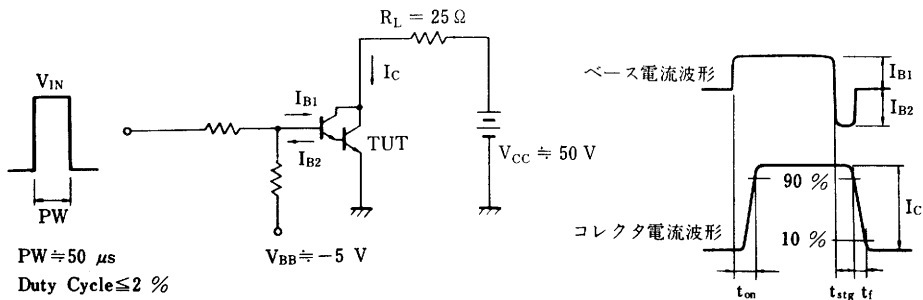 R_L = 25 Ω
V_IN
I_C
I_B1
I_B2
TUT
V_CC ≒ 50 V
PW
V_BB ≒ −5 V
PW≒50 μs
Duty Cycle≦2 %
ベース電流波形
I_B1
I_B2
90 %
I_C
コレクタ電流波形
10 %
t_on
t_stg
t_f